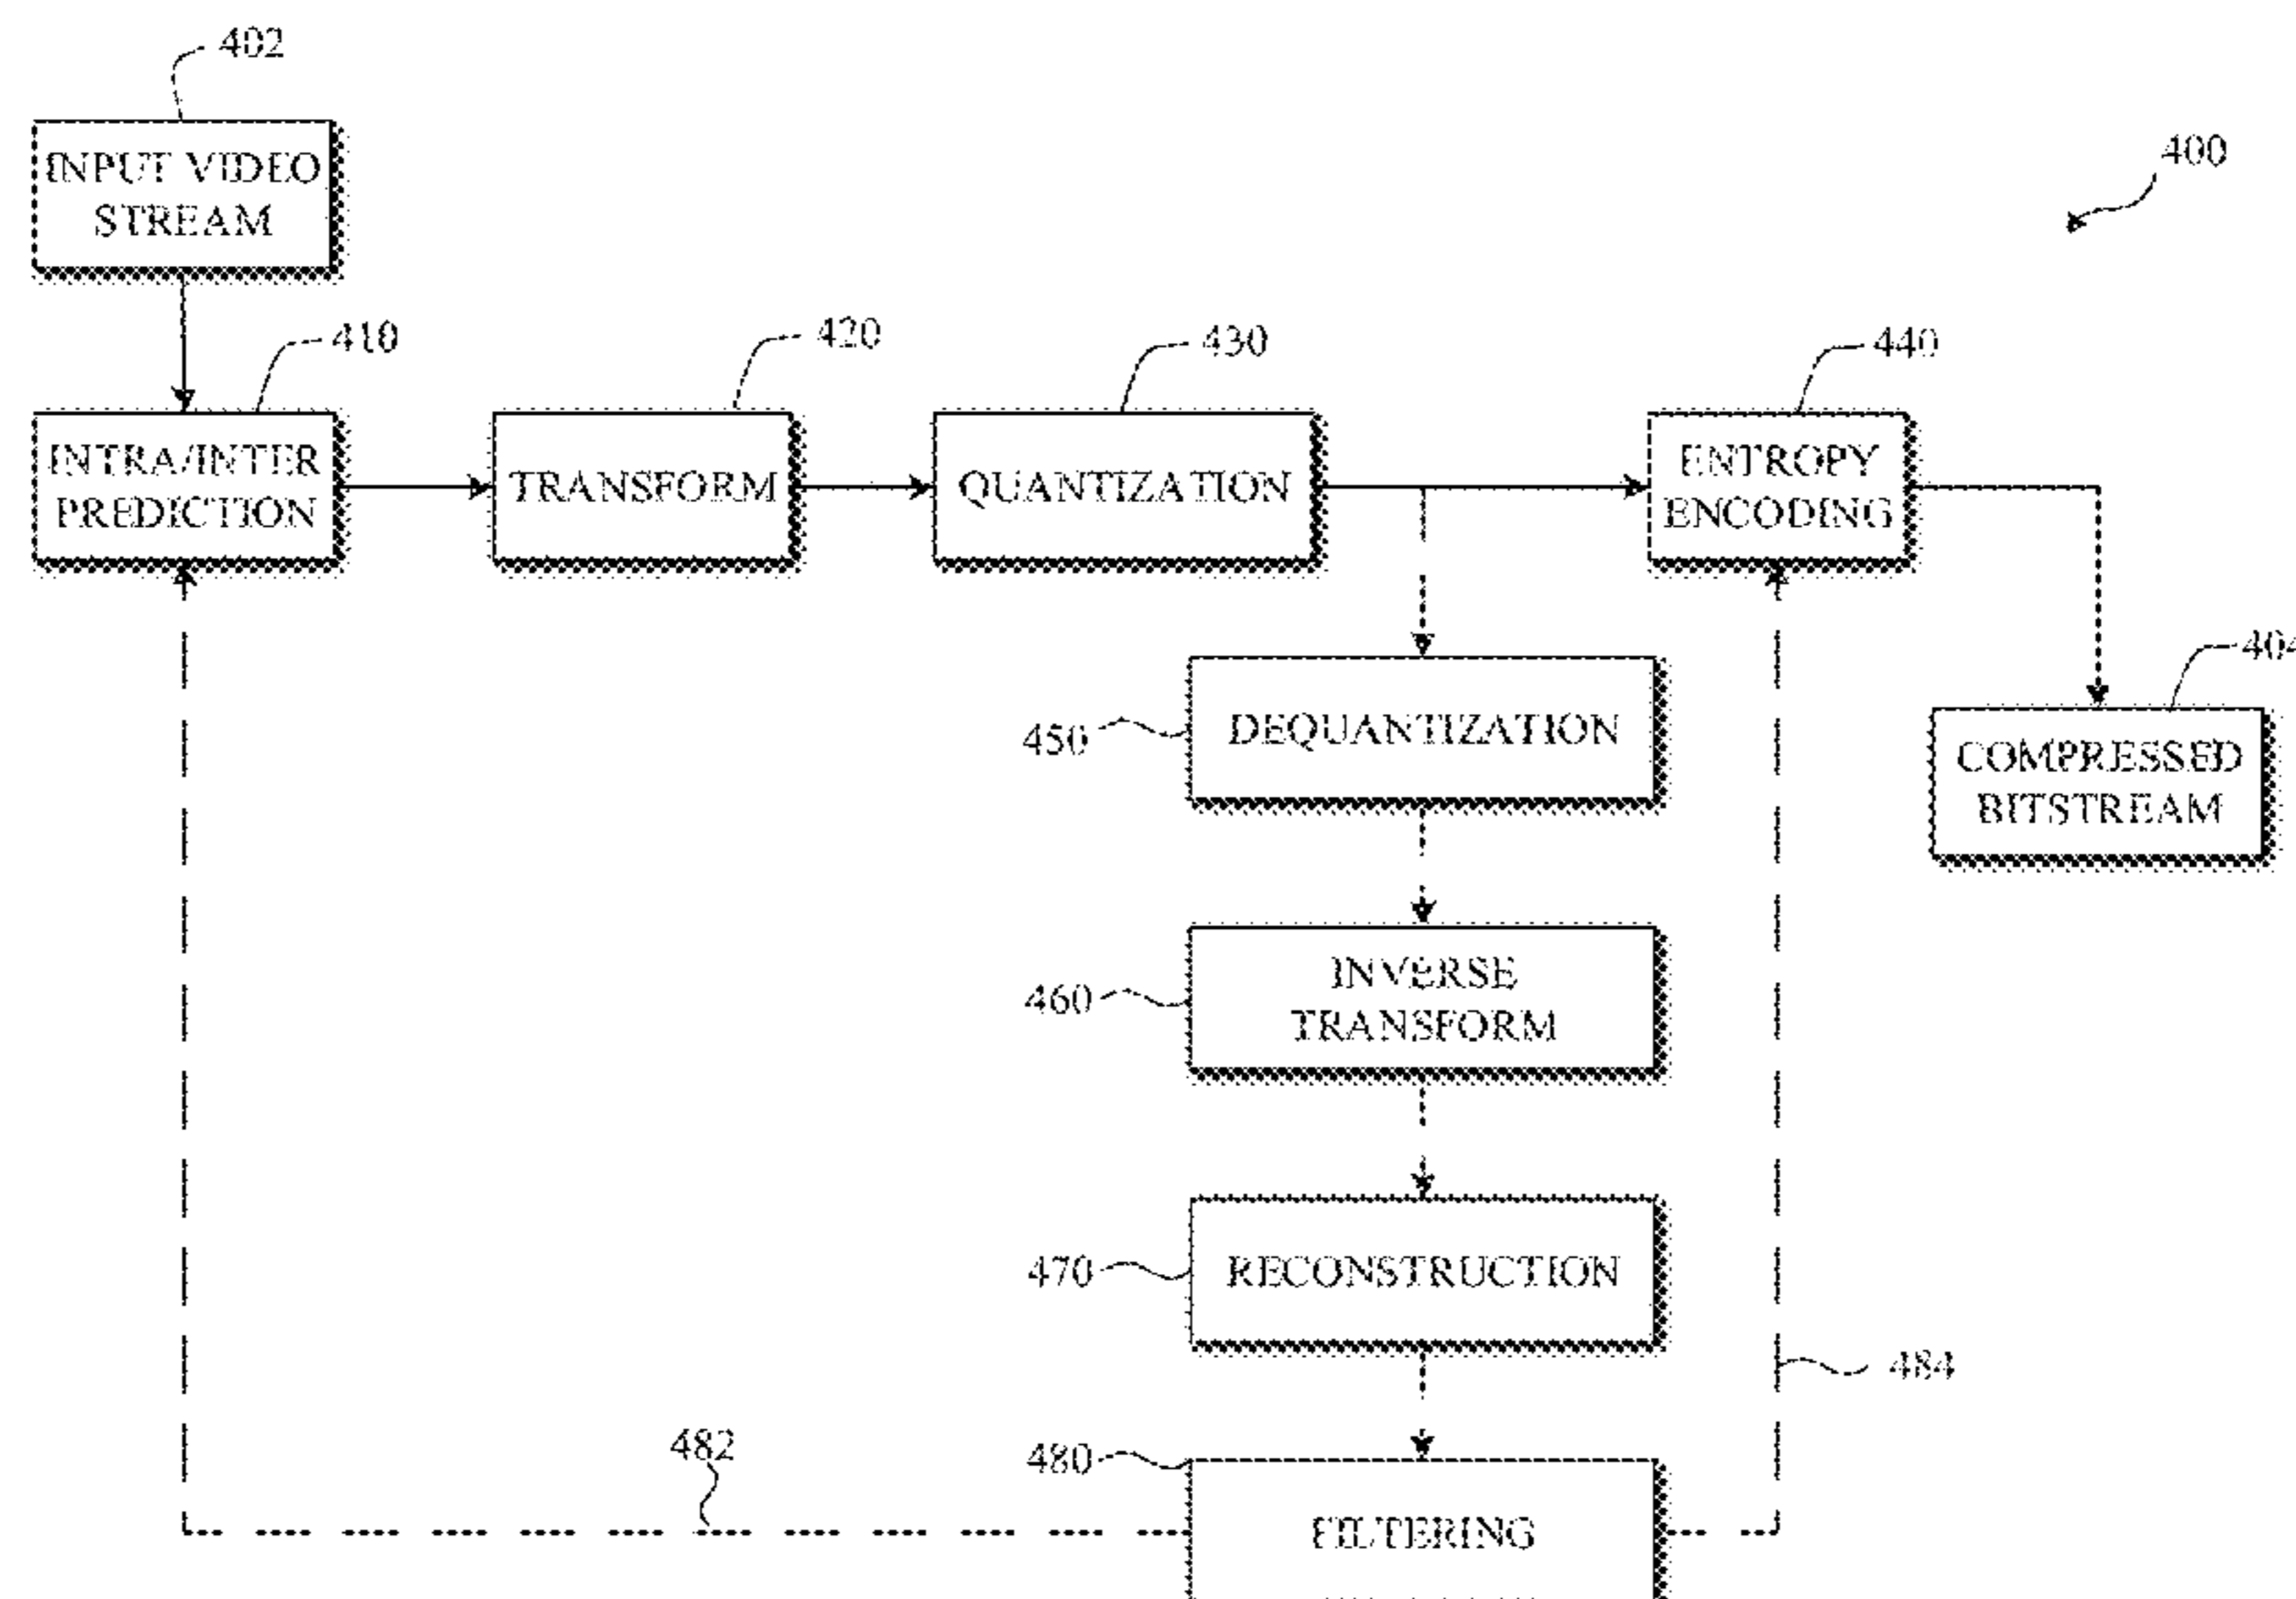 402
INPUT VIDEO
STREAM
400
410
420
430
440
INTRA/INTER
PREDICTION
TRANSFORM
QUANTIZATION
ENTROPY
ENCODING
404
450
DEQUANTIZATION
COMPRESSED
BITSTREAM
460
INVERSE
TRANSFORM
470
RECONSTRUCTION
484
482
480
FILTERING